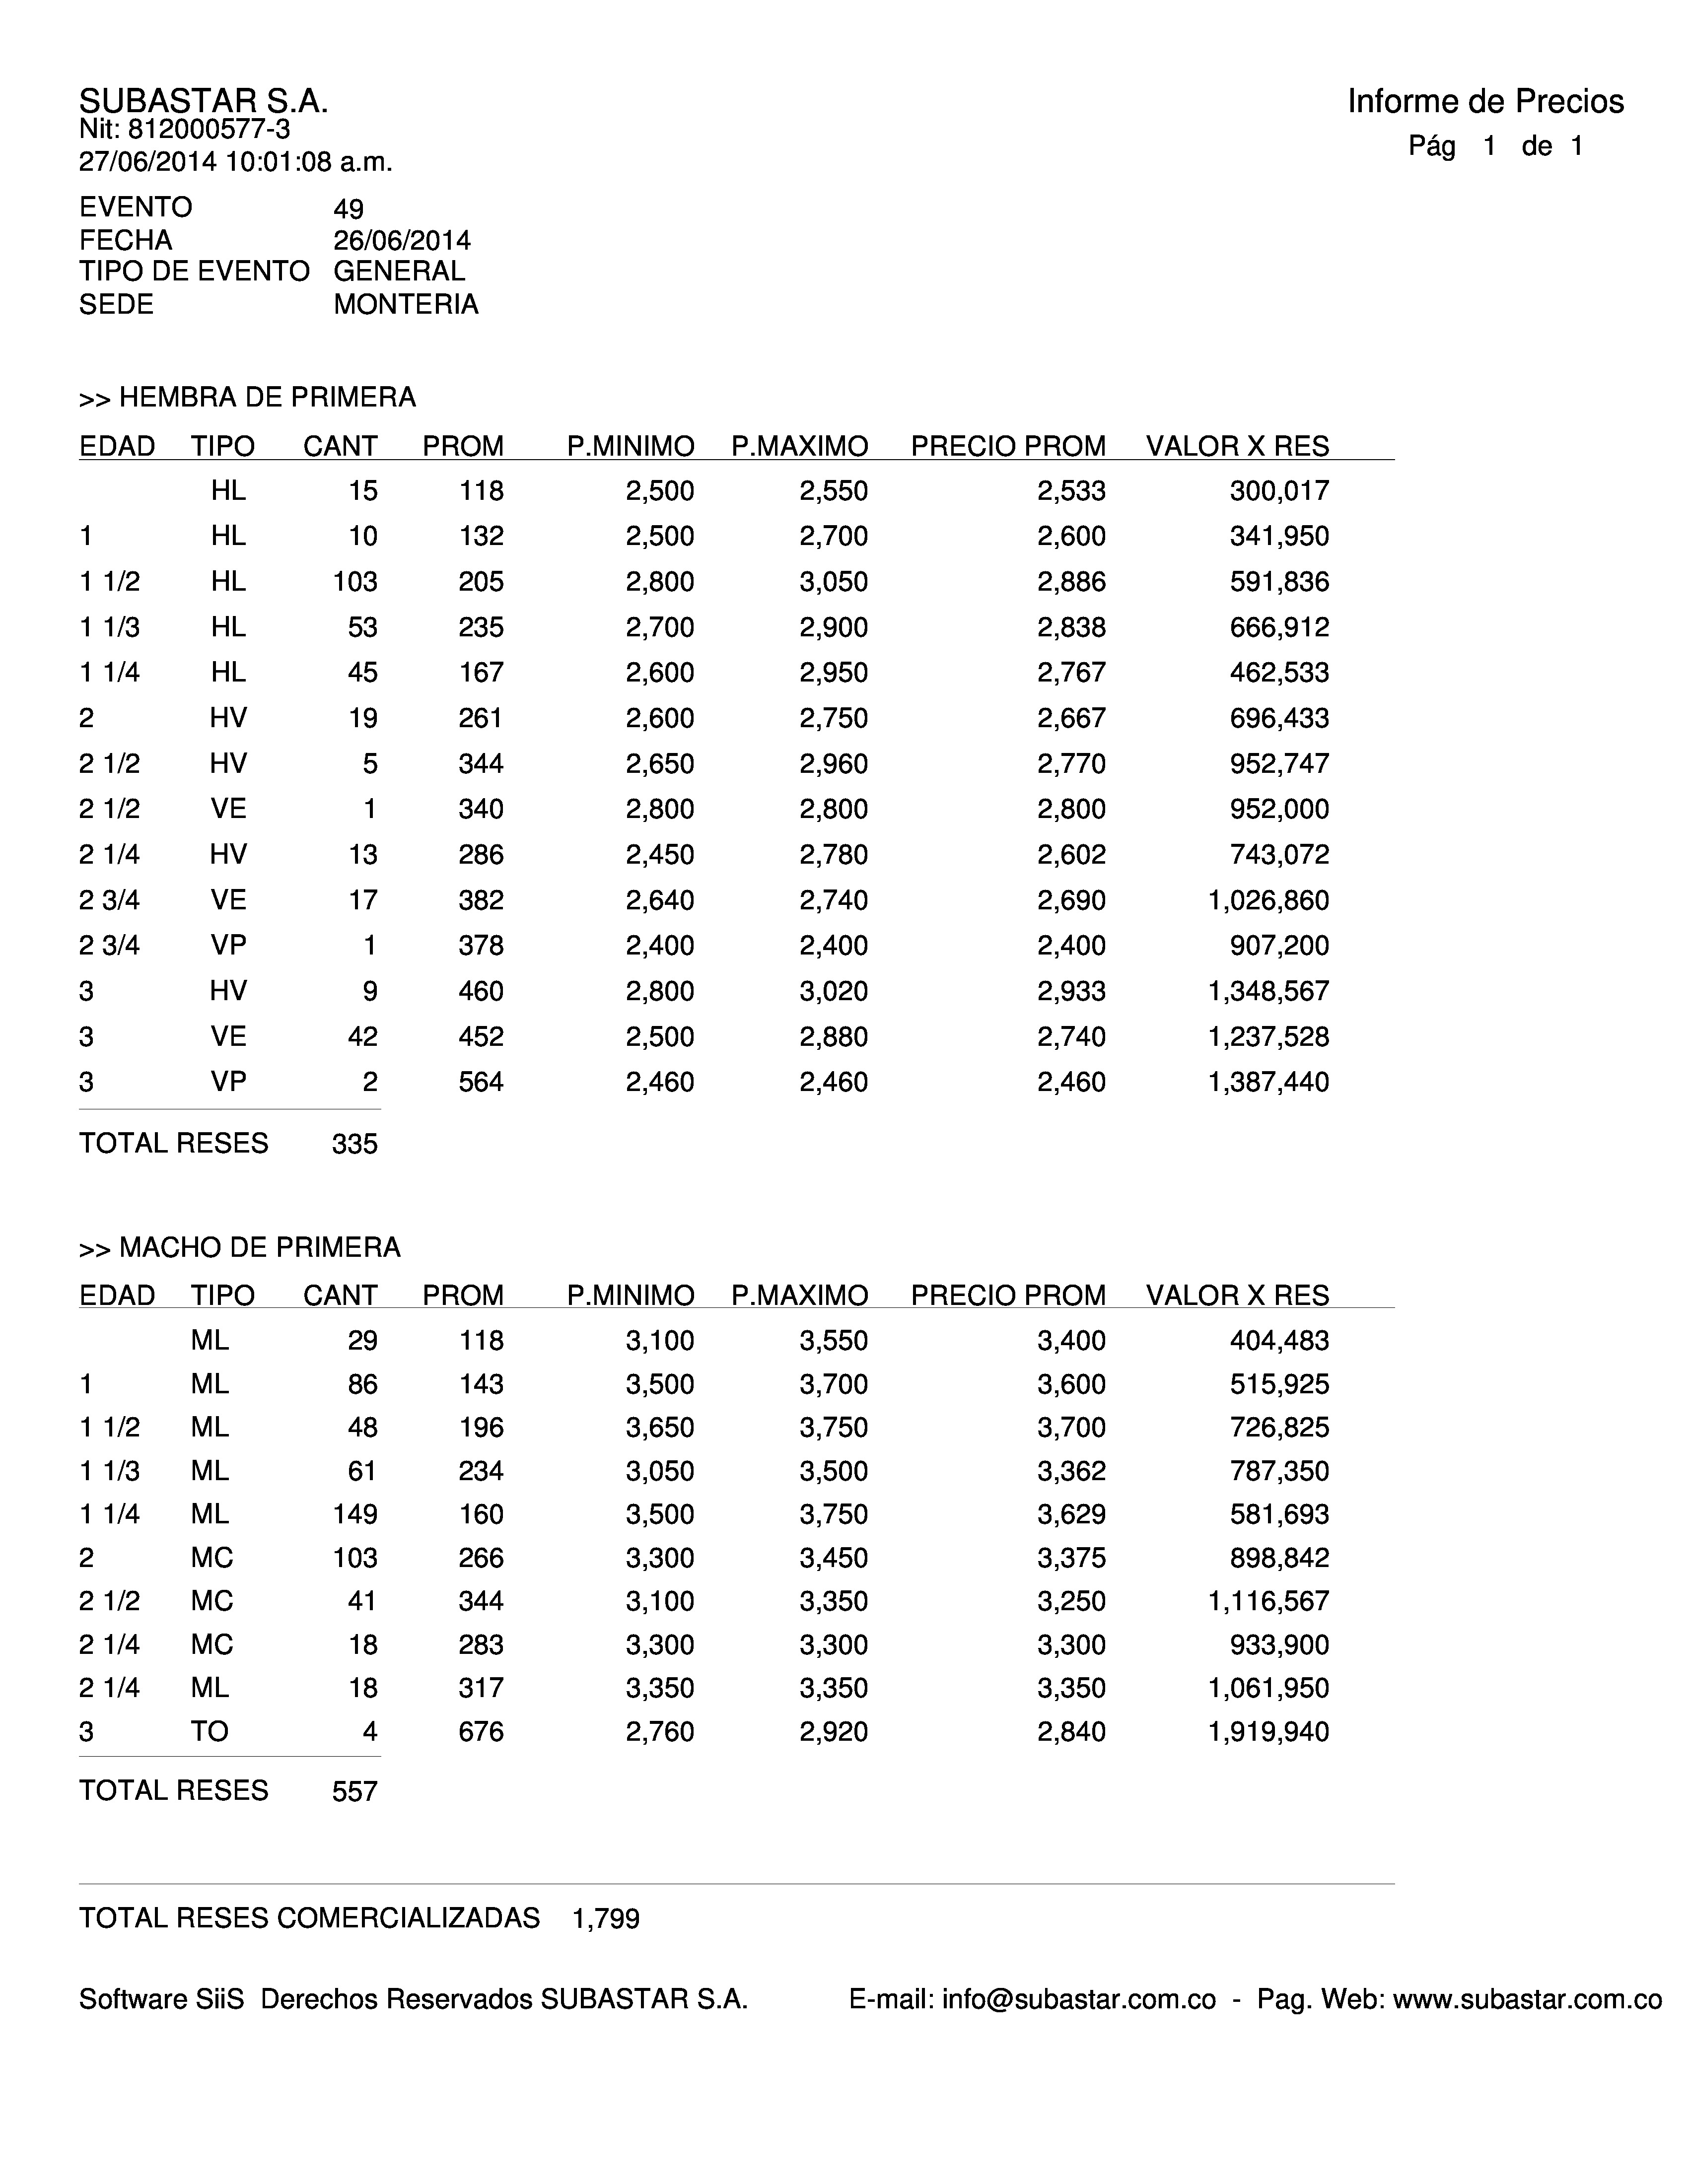 SUBASTAR S.A.
Informe de Precios
Nit: 812000577-3
Pág 1 de 1
27/06/2014 10:01:08 a.m.
EVENTO 49
FECHA 26/06/2014
TIPO DE EVENTO GENERAL
SEDE MONTERIA
>> HEMBRA DE PRIMERA
EDAD TIPO CANT PROM P.MINIMO P.MAXIMO PRECIO PROM VALOR X RES
HL 15 118 2,500 2,550 2,533 300,017
1 HL 10 132 2,500 2,700 2,600 341,950
1 1/2 HL 103 205 2,800 3,050 2,886 591,836
1 1/3 HL 53 235 2,700 2,900 2,838 666,912
1 1/4 HL 45 167 2,600 2,950 2,767 462,533
2 HV 19 261 2,600 2,750 2,667 696,433
2 1/2 HV 5 344 2,650 2,960 2,770 952,747
2 1/2 VE 1 340 2,800 2,800 2,800 952,000
2 1/4 HV 13 286 2,450 2,780 2,602 743,072
2 3/4 VE 17 382 2,640 2,740 2,690 1,026,860
2 3/4 VP 1 378 2,400 2,400 2,400 907,200
3 HV 9 460 2,800 3,020 2,933 1,348,567
3 VE 42 452 2,500 2,880 2,740 1,237,528
3 VP 2 564 2,460 2,460 2,460 1,387,440
TOTAL RESES 335
>> MACHO DE PRIMERA
EDAD TIPO CANT PROM P.MINIMO P.MAXIMO PRECIO PROM VALOR X RES
ML 29 118 3,100 3,550 3,400 404,483
1 ML 86 143 3,500 3,700 3,600 515,925
1 1/2 ML 48 196 3,650 3,750 3,700 726,825
1 1/3 ML 61 234 3,050 3,500 3,362 787,350
1 1/4 ML 149 160 3,500 3,750 3,629 581,693
2 MC 103 266 3,300 3,450 3,375 898,842
2 1/2 MC 41 344 3,100 3,350 3,250 1,116,567
2 1/4 MC 18 283 3,300 3,300 3,300 933,900
2 1/4 ML 18 317 3,350 3,350 3,350 1,061,950
3 TO 4 676 2,760 2,920 2,840 1,919,940
TOTAL RESES 557
TOTAL RESES COMERCIALIZADAS 1,799
Software SiiS Derechos Reservados SUBASTAR S.A. E-mail: info@subastar.com.co - Pag. Web: www.subastar.com.co